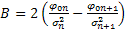 B = 2 ( φ₀ₙ / σₙ² − φ₀ₙ₊₁ / σₙ₊₁² )